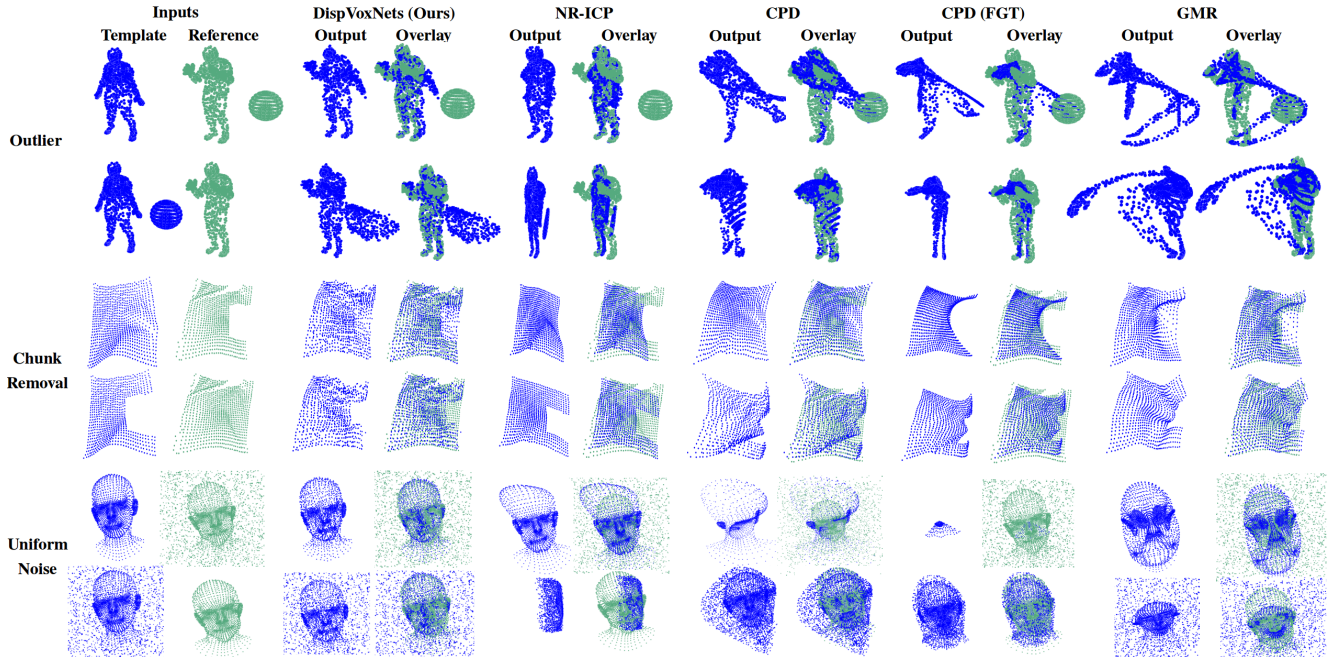 Inputs DispVoxNets (Ours) NR-ICP CPD CPD (FGT) GMR
Template Reference Output Overlay Output Overlay Output Overlay Output Overlay Output Overlay
Outlier
Chunk
Removal
Uniform
Noise